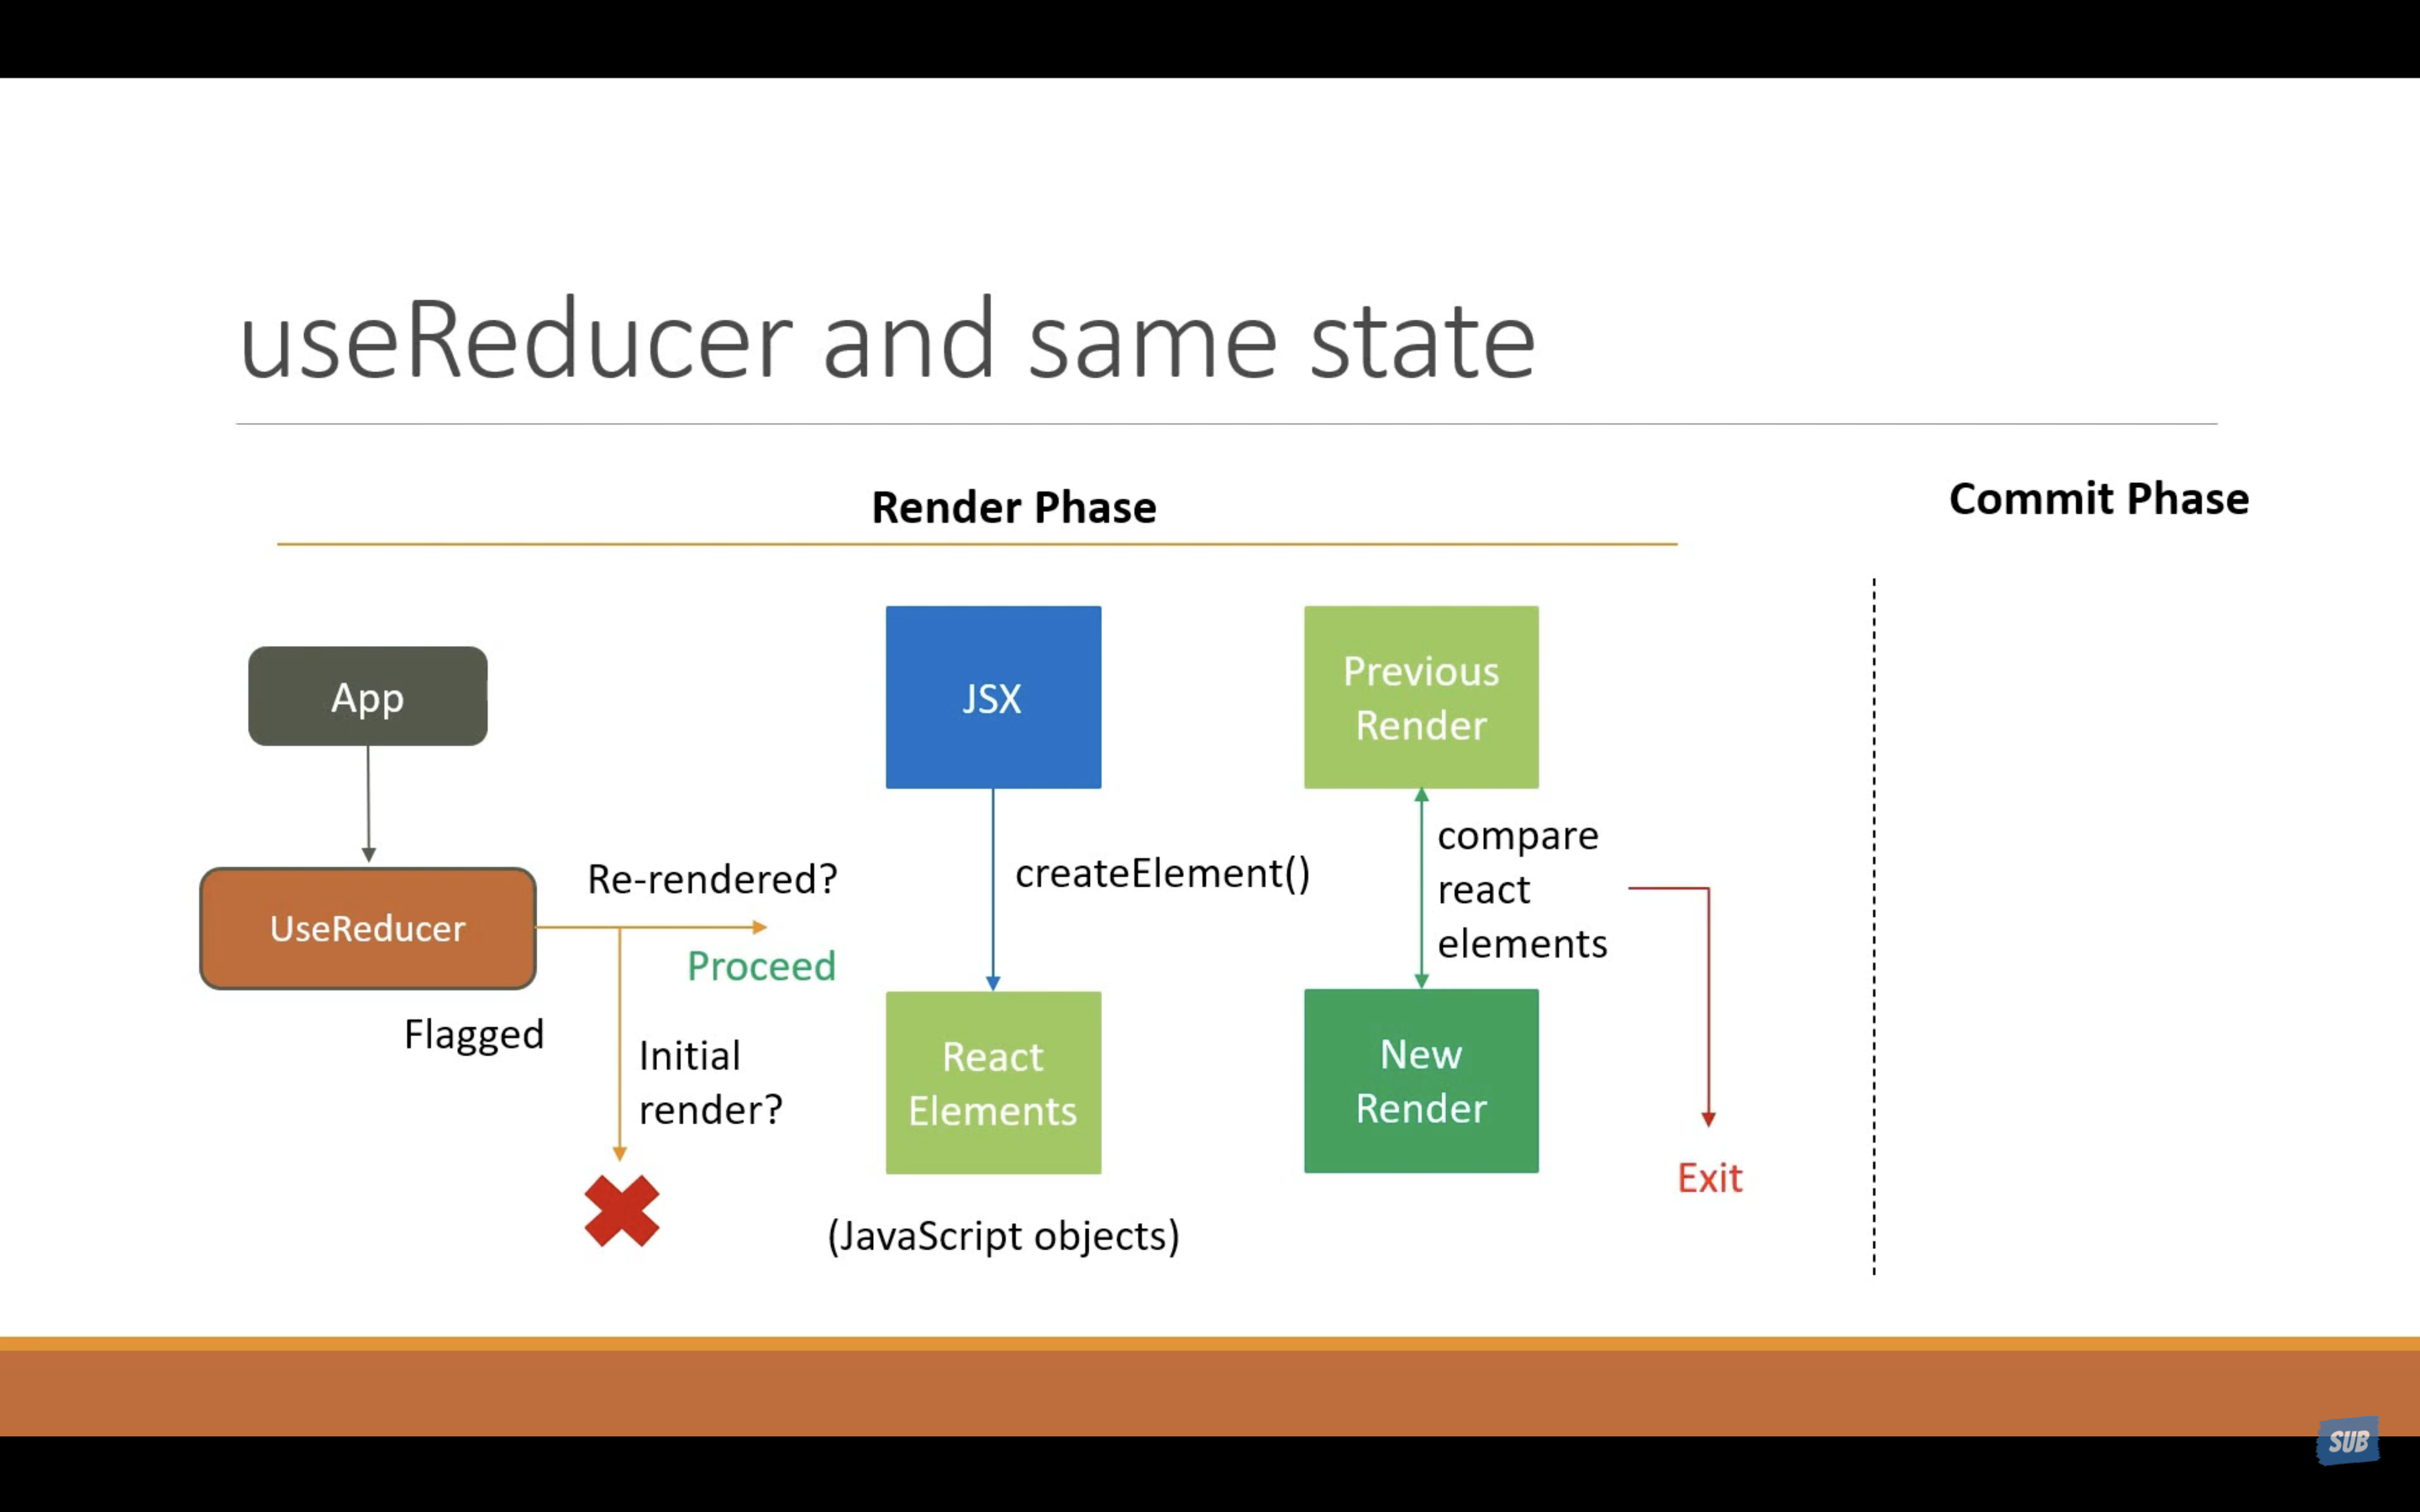 useReducer and same state
Render Phase
Commit Phase
App
UseReducer
Flagged
Re-rendered?
Proceed
Initial
render?
JSX
createElement()
React
Elements
(JavaScript objects)
Previous
Render
compare
react
elements
New
Render
Exit
SUB